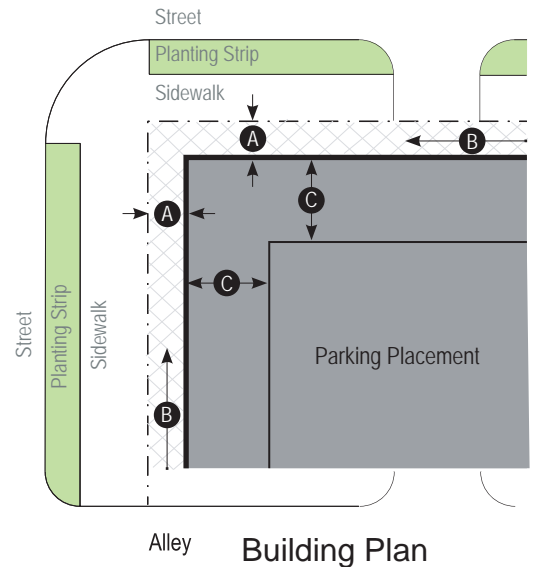 Street
Planting Strip
Sidewalk
A
B
A
C
C
Street
Planting Strip
Sidewalk
Parking Placement
B
Alley
Building Plan